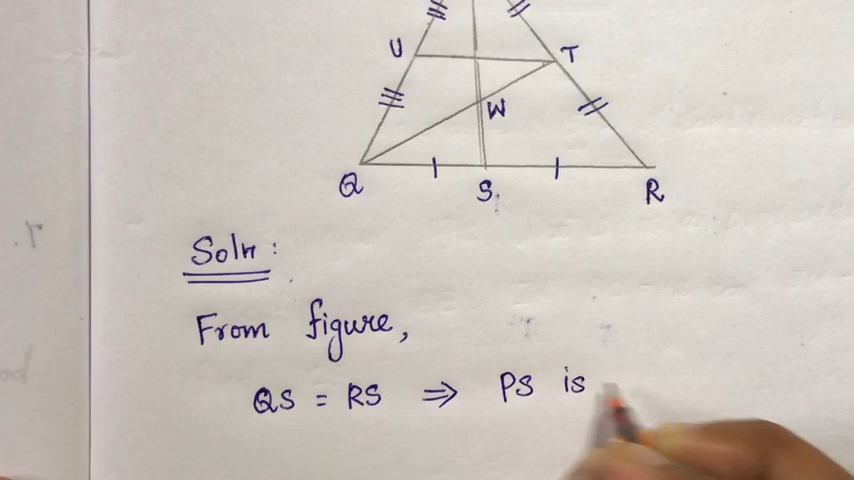 U
T
W
Q
S
R
Soln :
From figure,
QS = RS ⇒ PS is